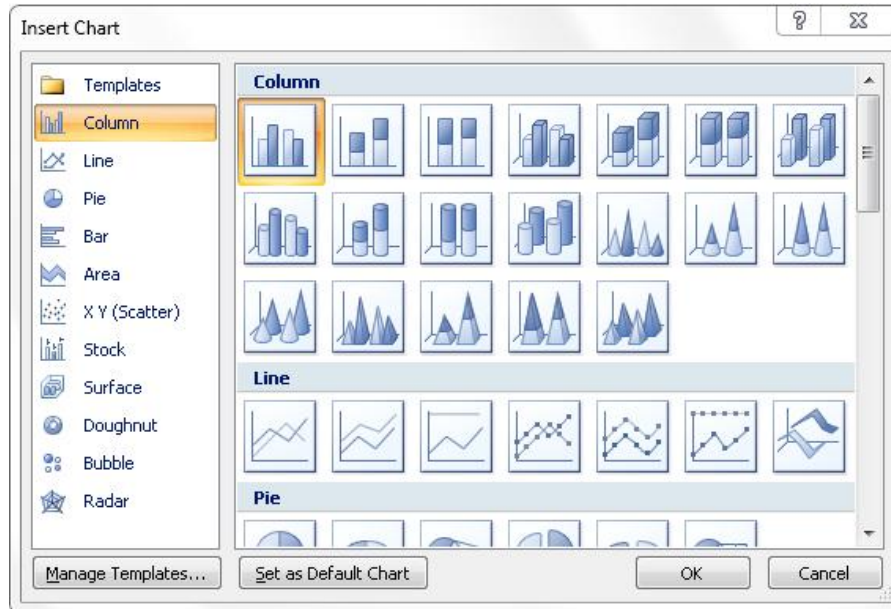 Insert Chart
Templates
Column
Line
Pie
Bar
Area
X Y (Scatter)
Stock
Surface
Doughnut
Bubble
Radar
Column
Line
Pie
Manage Templates...
Set as Default Chart
OK
Cancel